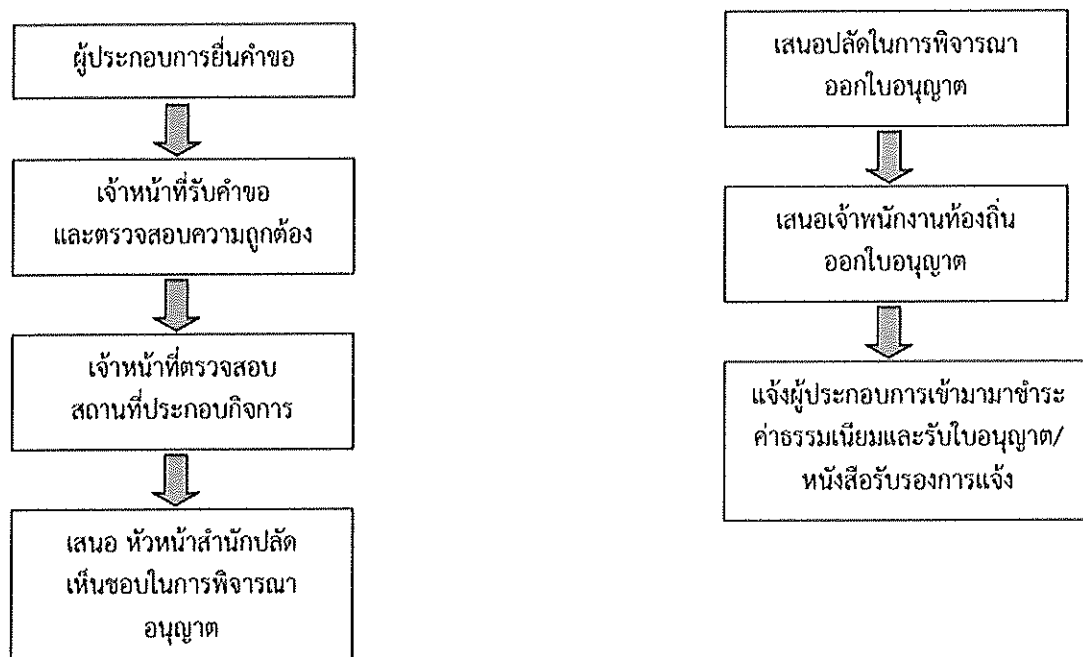 ผู้ประกอบการยื่นคำขอ
เจ้าหน้าที่รับคำขอ
และตรวจสอบความถูกต้อง
เจ้าหน้าที่ตรวจสอบ
สถานที่ประกอบกิจการ
เสนอ หัวหน้าสำนักปลัด
เห็นชอบในการพิจารณา
อนุญาต
เสนอปลัดในการพิจารณา
ออกใบอนุญาต
เสนอเจ้าพนักงานท้องถิ่น
ออกใบอนุญาต
แจ้งผู้ประกอบการเข้ามามาชำระ
ค่าธรรมเนียมและรับใบอนุญาต/
หนังสือรับรองการแจ้ง